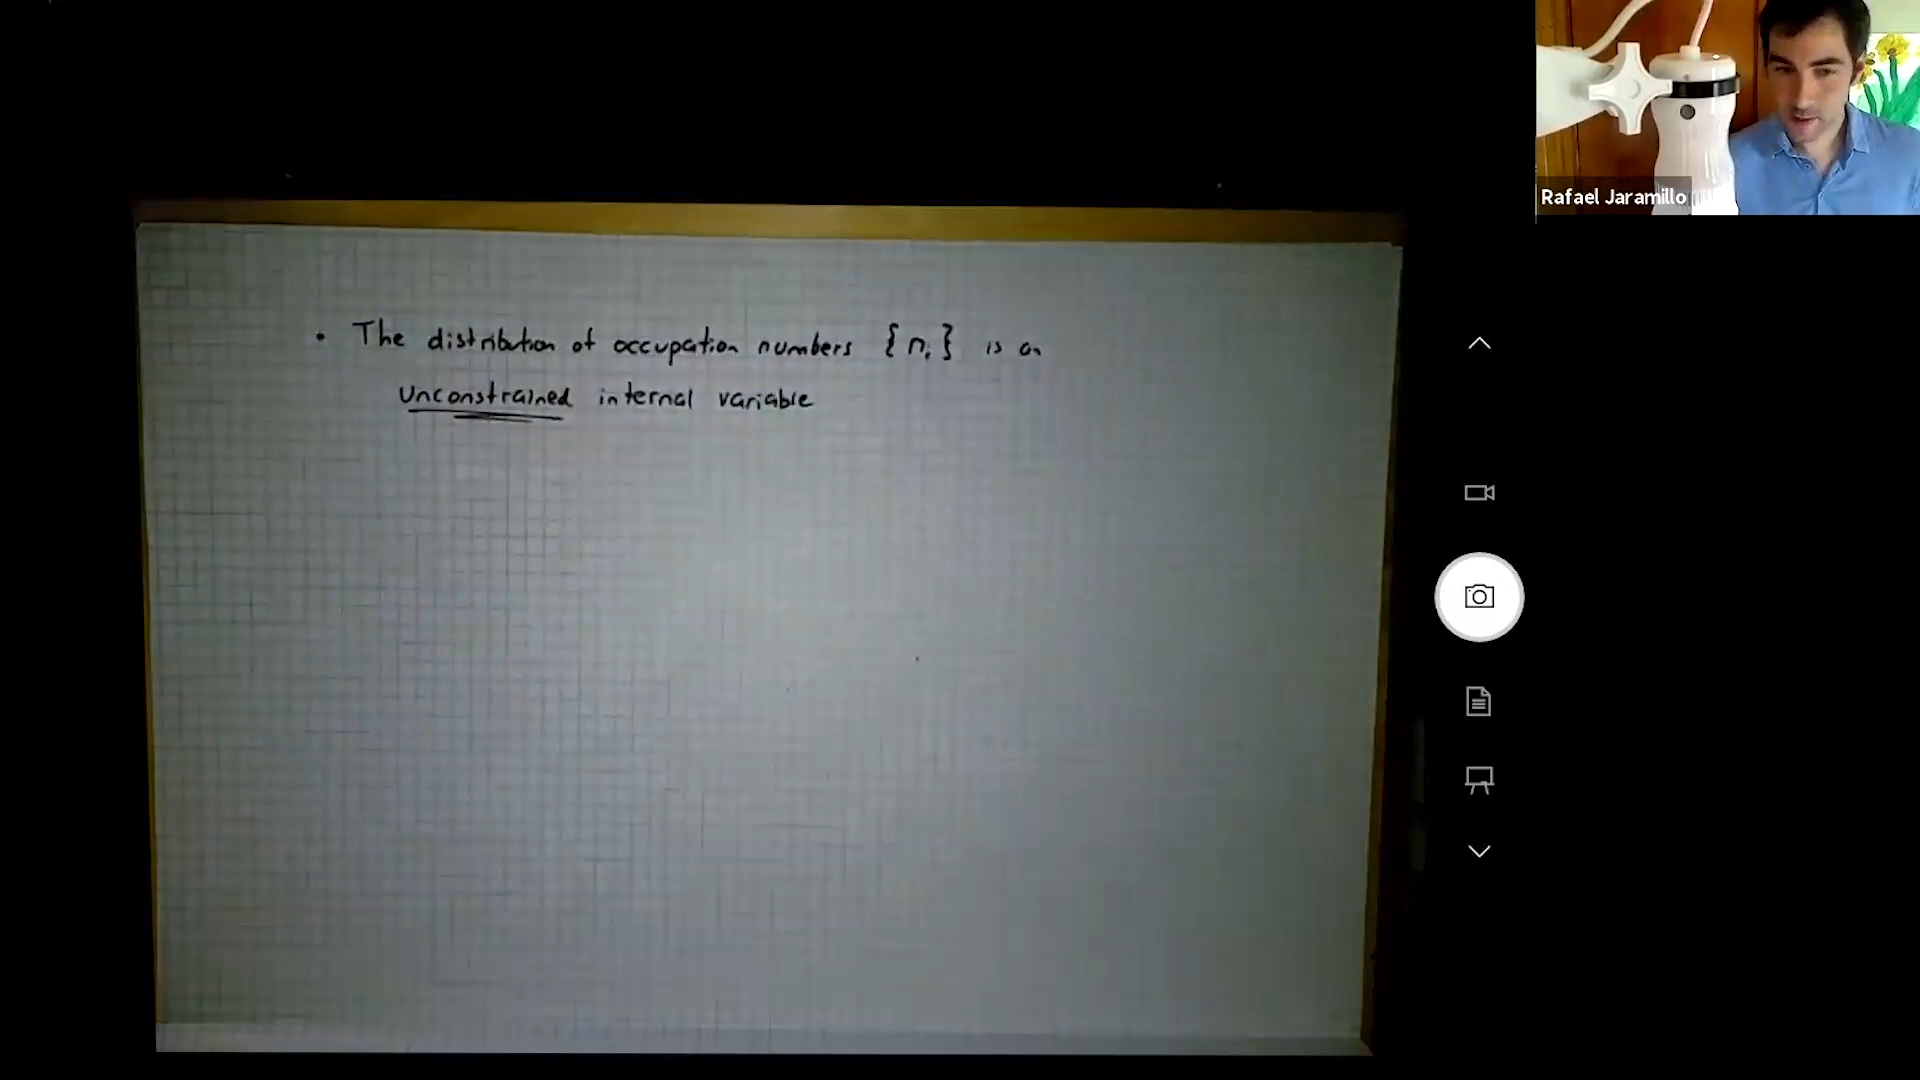 Rafael Jaramillo
• The distribution of occupation numbers {nᵢ} is an
unconstrained internal variable